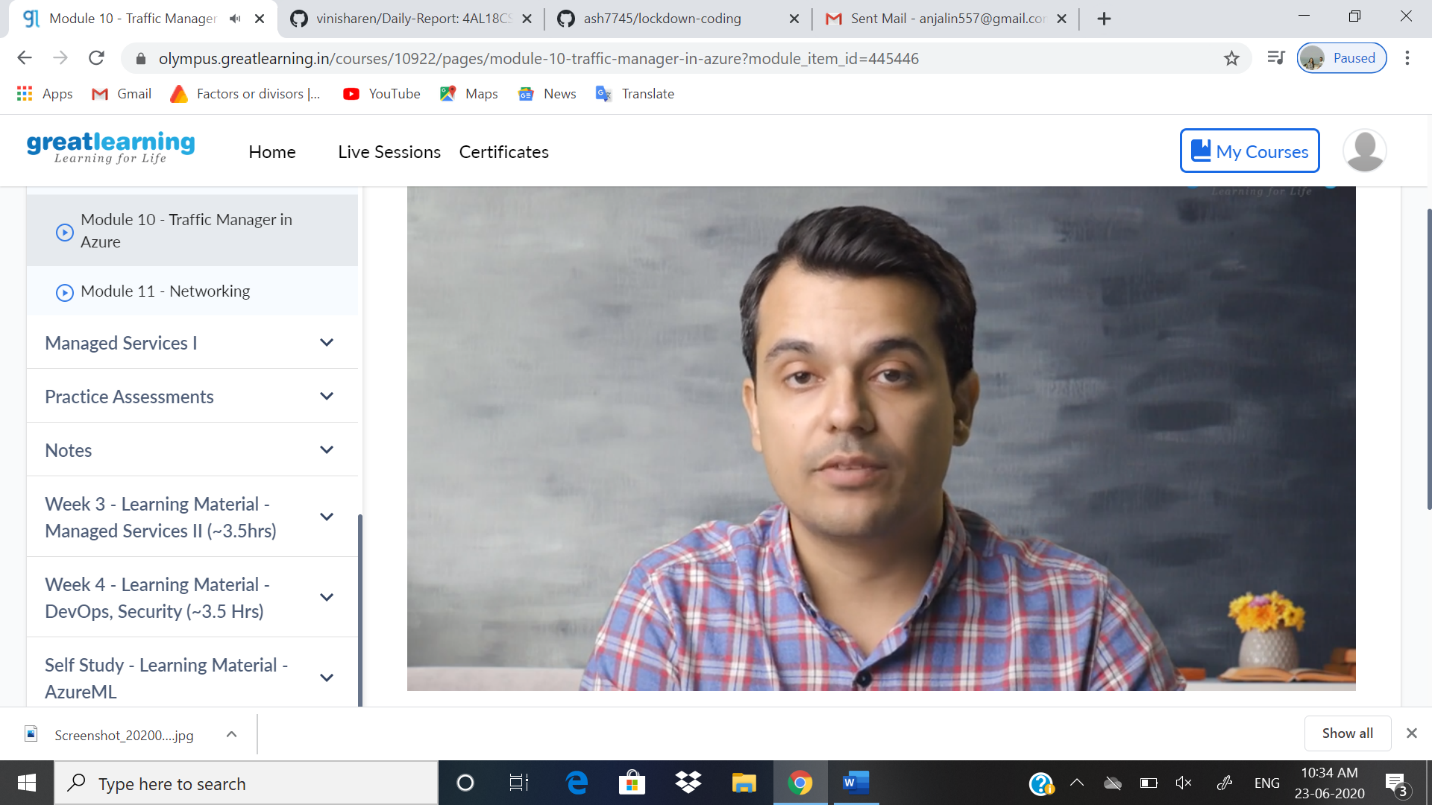 Module 10 - Traffic Manager
vinisharen/Daily-Report: 4AL18CS
ash7745/lockdown-coding
Sent Mail - anjalin557@gmail.co
olympus.greatlearning.in/courses/10922/pages/module-10-traffic-manager-in-azure?module_item_id=445446
Paused
Apps
Gmail
Factors or divisors |...
YouTube
Maps
News
Translate
greatlearning
Learning for Life
Home
Live Sessions
Certificates
My Courses
Learning for Life
Module 10 - Traffic Manager in
Azure
Module 11 - Networking
Managed Services I
Practice Assessments
Notes
Week 3 - Learning Material -
Managed Services II (~3.5hrs)
Week 4 - Learning Material -
DevOps, Security (~3.5 Hrs)
Self Study - Learning Material -
AzureML
Screenshot_20200....jpg
Show all
Type here to search
ENG
10:34 AM
23-06-2020
3